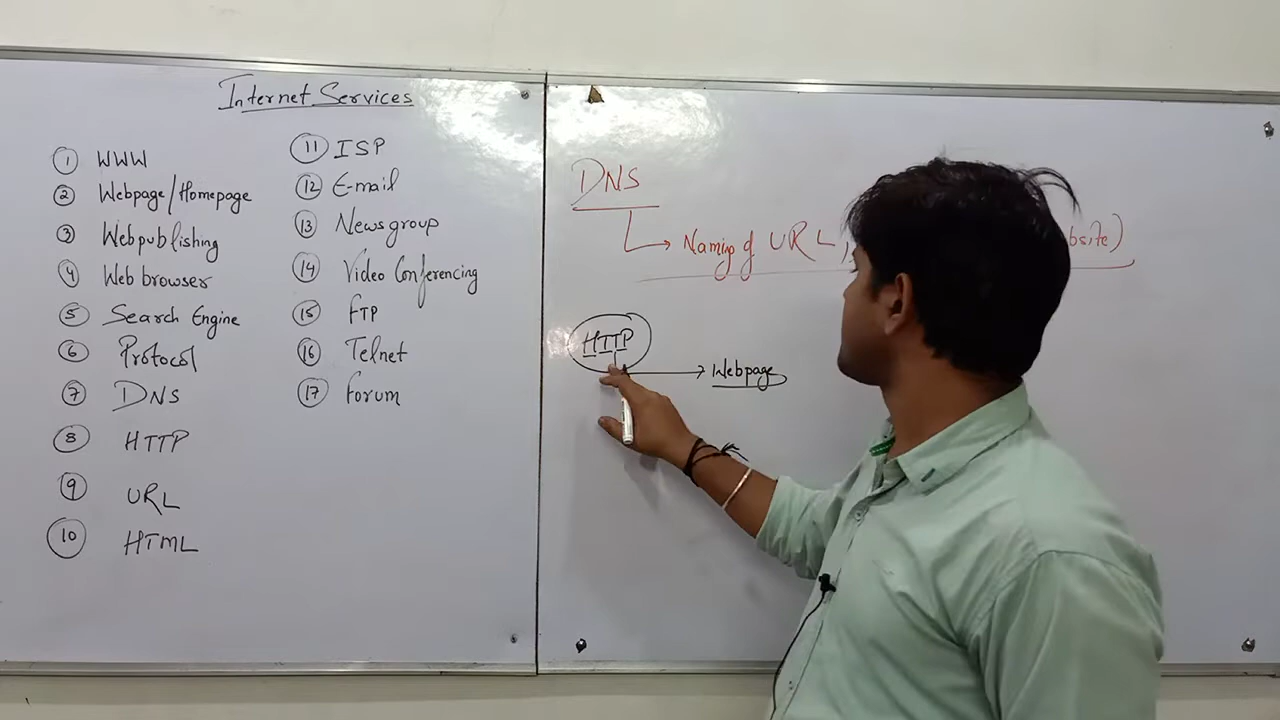 Internet Services
1 WWW
2 Webpage/Homepage
3 Webpublishing
4 Web browser
5 Search Engine
6 Protocol
7 DNS
8 HTTP
9 URL
10 HTML
11 ISP
12 E-mail
13 Newsgroup
14 Video Conferencing
15 FTP
16 Telnet
17 Forum
DNS
Naming of URL,
HTTP
Webpage